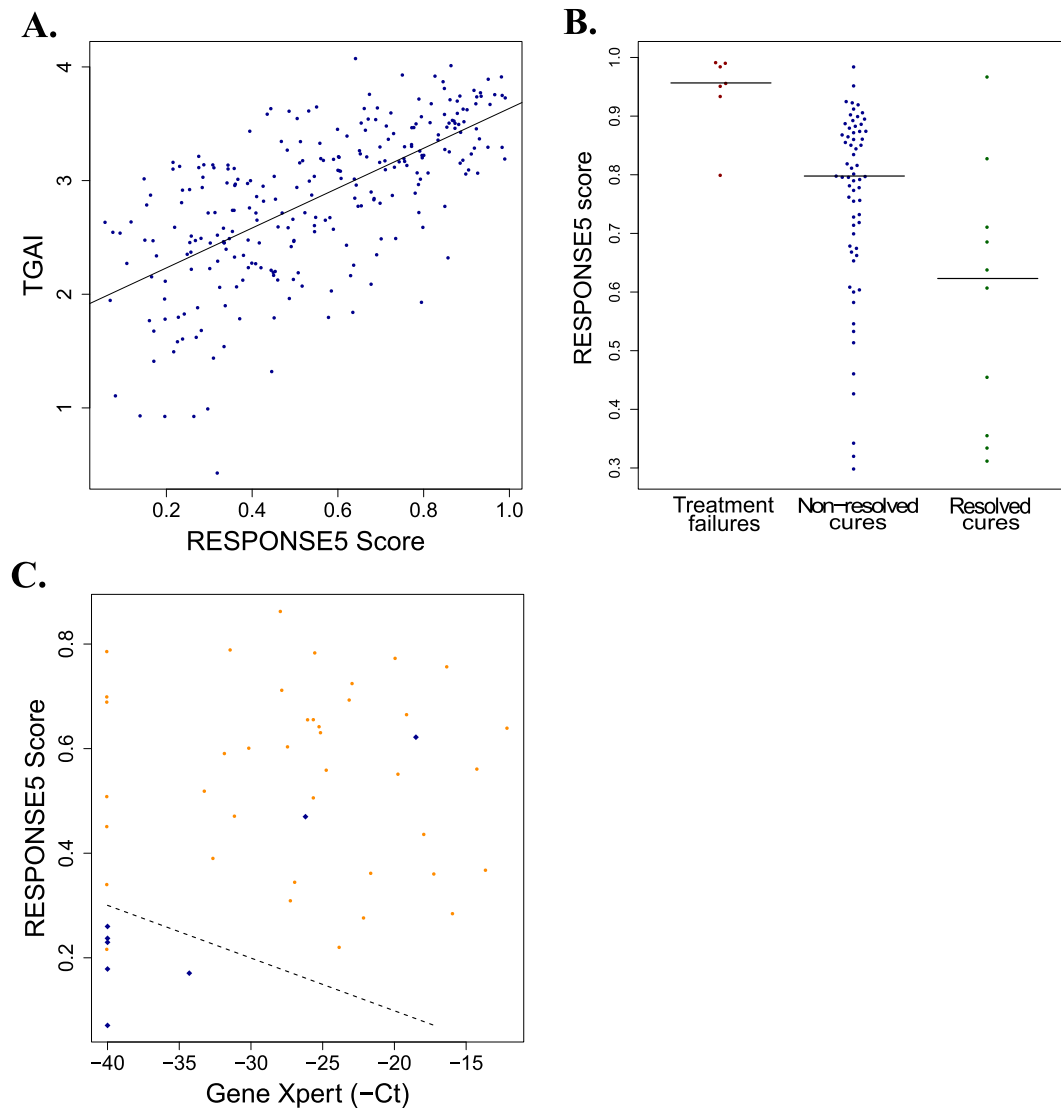 A.
TGAI
4
3
2
1
0.2 0.4 0.6 0.8 1.0
RESPONSE5 Score
B.
RESPONSE5 score
1.0
0.9
0.8
0.7
0.6
0.5
0.4
0.3
Treatment failures
Non-resolved cures
Resolved cures
C.
RESPONSE5 Score
0.8
0.6
0.4
0.2
−40 −35 −30 −25 −20 −15
Gene Xpert (−Ct)